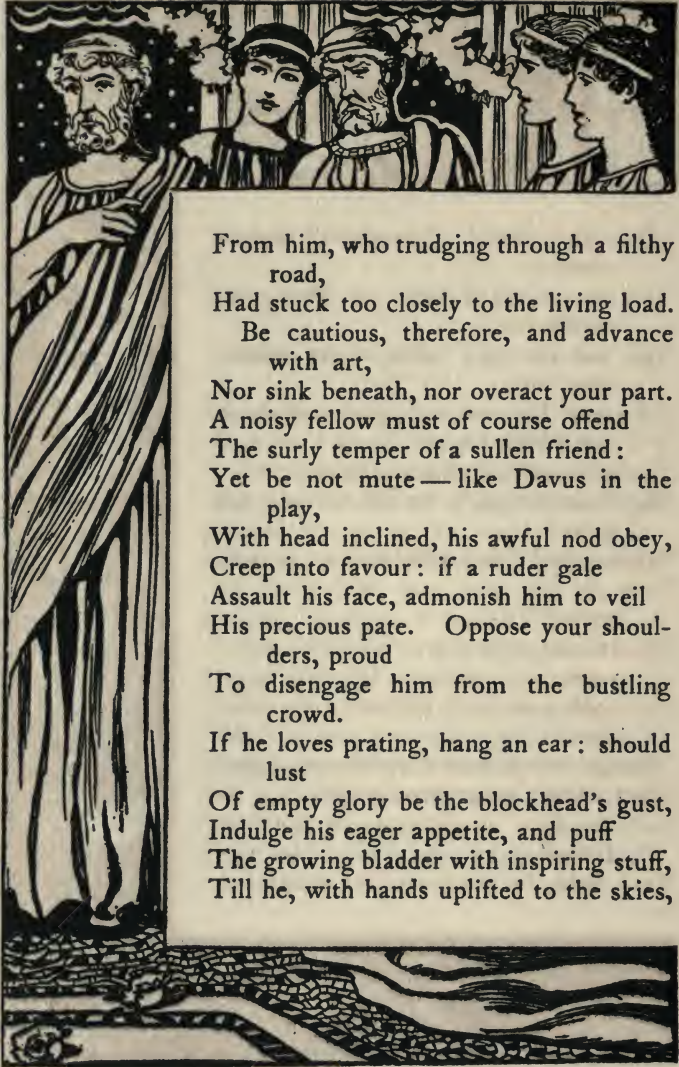 From him, who trudging through a filthy
road,
Had stuck too closely to the living load.
Be cautious, therefore, and advance
with art,
Nor sink beneath, nor overact your part.
A noisy fellow must of course offend
The surly temper of a sullen friend:
Yet be not mute — like Davus in the
play,
With head inclined, his awful nod obey,
Creep into favour: if a ruder gale
Assault his face, admonish him to veil
His precious pate. Oppose your shoul-
ders, proud
To disengage him from the bustling
crowd.
If he loves prating, hang an ear: should
lust
Of empty glory be the blockhead's gust,
Indulge his eager appetite, and puff
The growing bladder with inspiring stuff,
Till he, with hands uplifted to the skies,